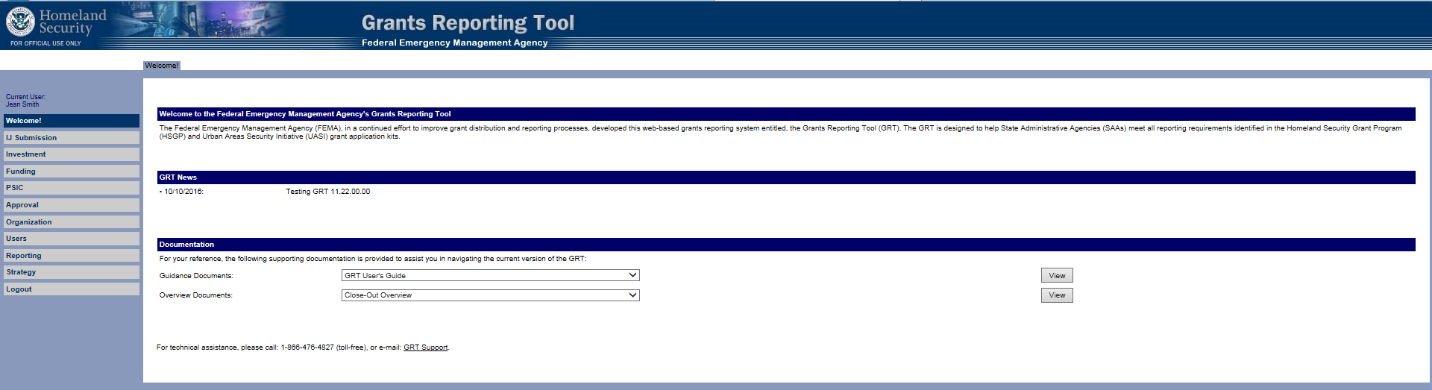 Homeland
Security
FOR OFFICIAL USE ONLY
Grants Reporting Tool
Federal Emergency Management Agency
Welcome!
Current User:
Jean Smith
Welcome!
IJ Submission
Investment
Funding
PSIC
Approval
Organization
Users
Reporting
Strategy
Logout
Welcome to the Federal Emergency Management Agency's Grants Reporting Tool
The Federal Emergency Management Agency (FEMA), in a continued effort to improve grant distribution and reporting processes, developed this web-based grants reporting system entitled, the Grants Reporting Tool (GRT). The GRT is designed to help State Administrative Agencies (SAAs) meet all reporting requirements identified in the Homeland Security Grant Program
(HSGP) and Urban Areas Security Initiative (UASI) grant application kits.
GRT News
- 10/10/2016: Testing GRT 11.22.00.00
Documentation
For your reference, the following supporting documentation is provided to assist you in navigating the current version of the GRT:
Guidance Documents: GRT User's Guide View
Overview Documents: Close-Out Overview View
For technical assistance, please call: 1-866-476-4827 (toll-free), or e-mail: GRT Support.